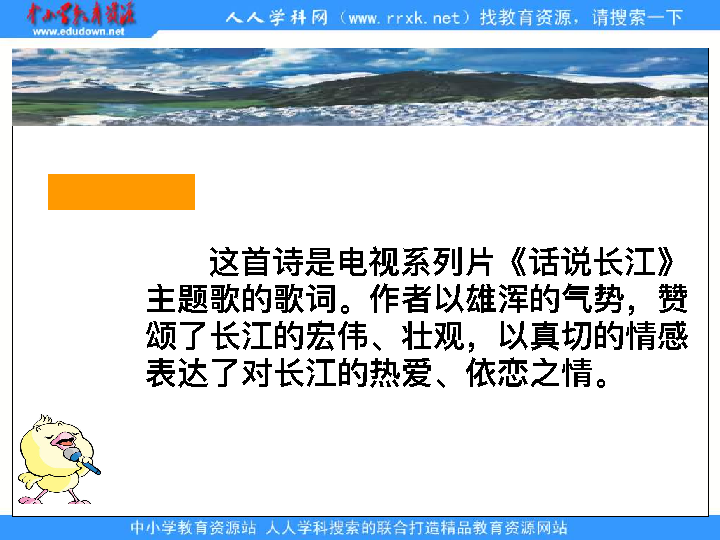 中小学教育资源
www.edudown.net
人人学科网（www.rrxk.net）找教育资源，请搜索一下
这首诗是电视系列片《话说长江》
主题歌的歌词。作者以雄浑的气势，赞
颂了长江的宏伟、壮观，以真切的情感
表达了对长江的热爱、依恋之情。
中小学教育资源站 人人学科搜索的联合打造精品教育资源网站